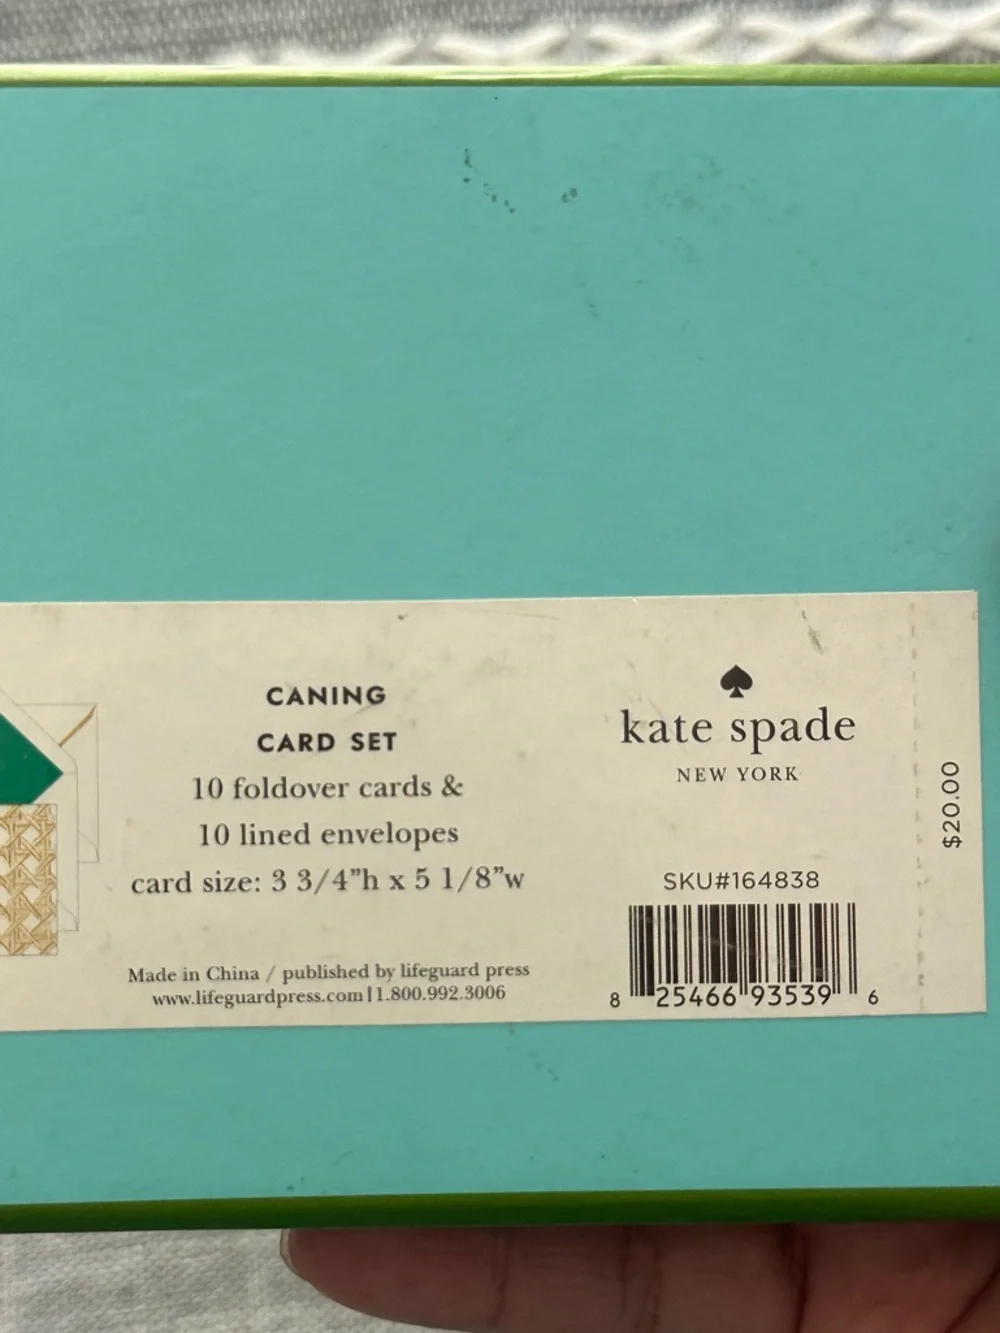 CANING
CARD SET
10 foldover cards &
10 lined envelopes
card size: 3 3/4”h x 5 1/8”w
Made in China / published by lifeguard press
www.lifeguardpress.com | 1.800.992.3006
kate spade
NEW YORK
SKU#164838
8 25466 93539 6
$20.00